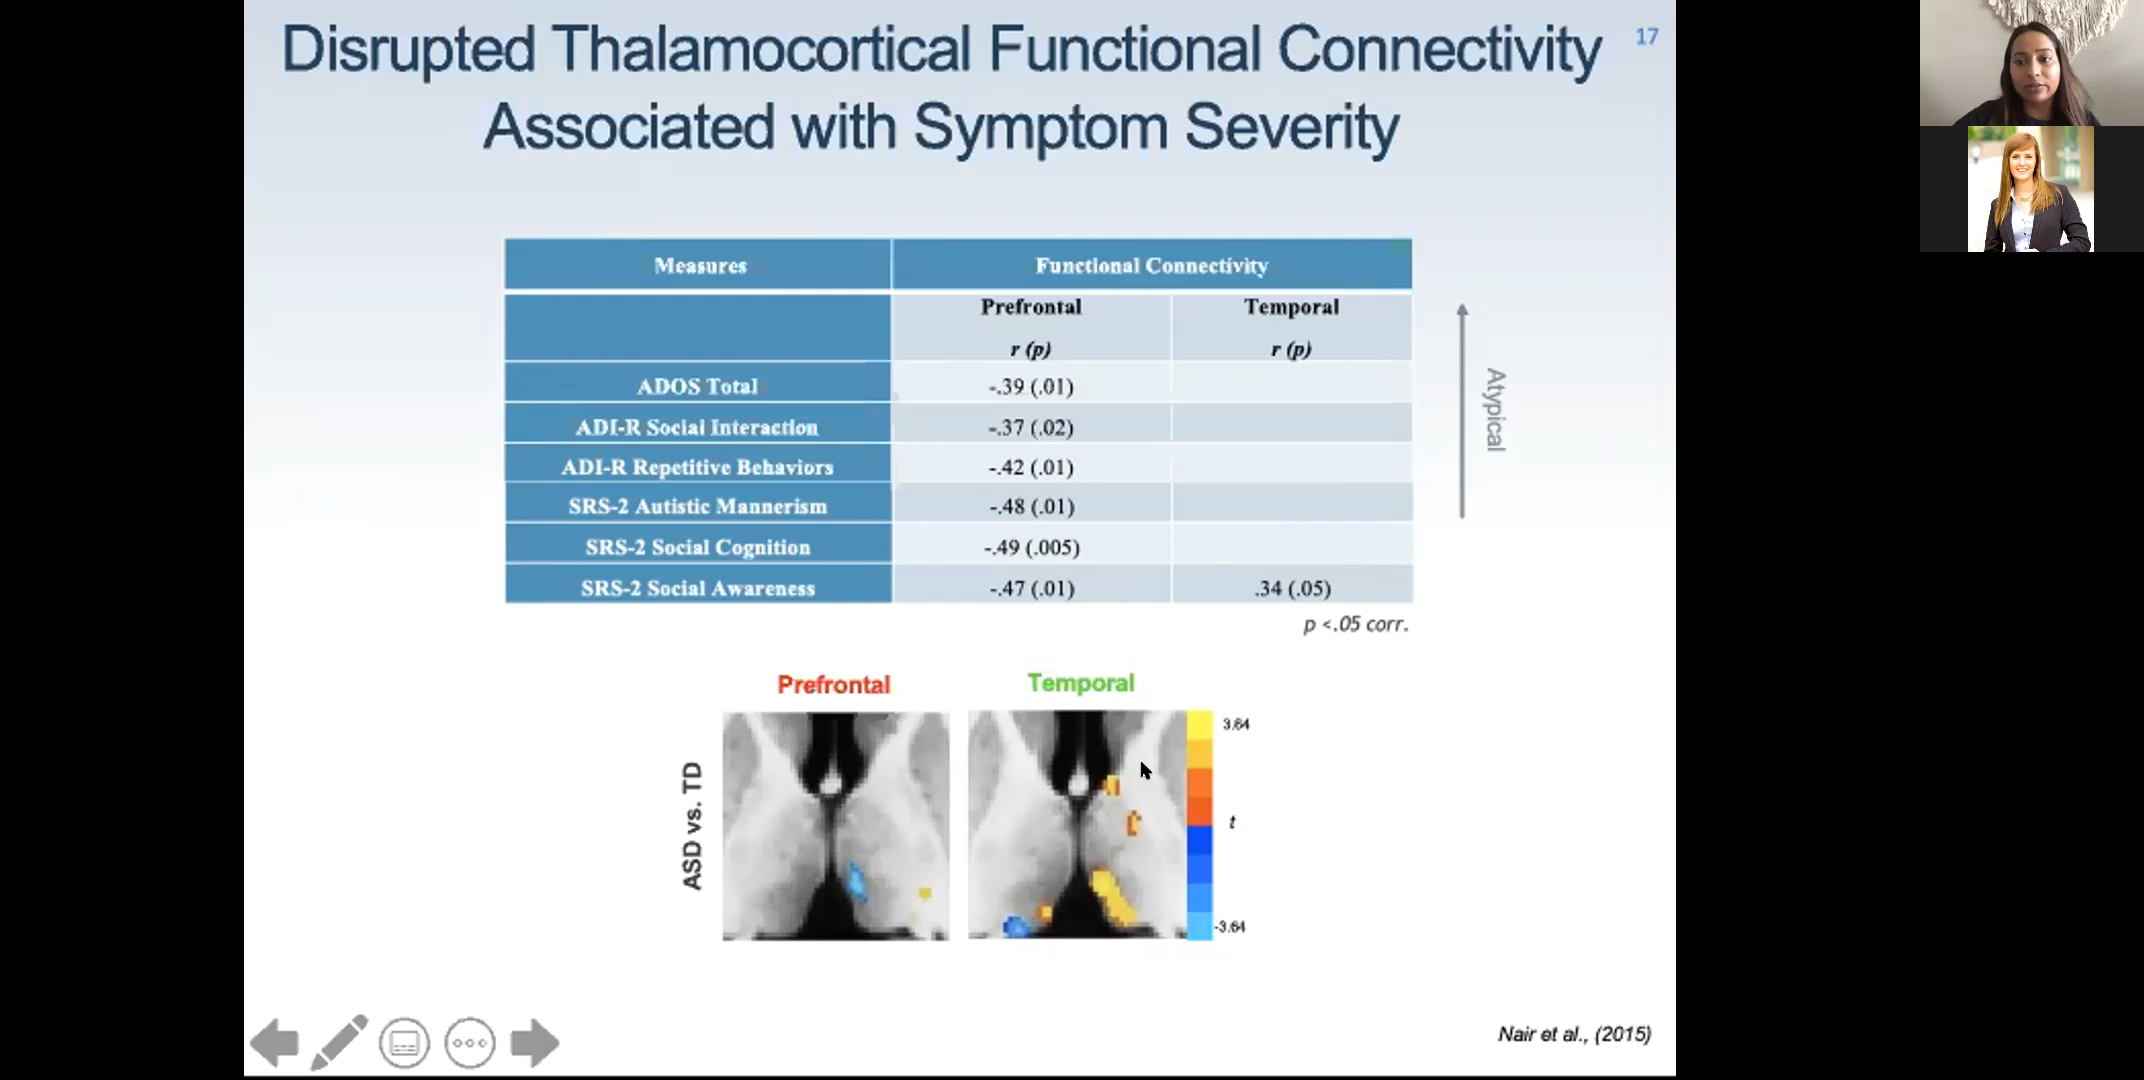 Disrupted Thalamocortical Functional Connectivity
Associated with Symptom Severity
17
Measures
Functional Connectivity
Prefrontal
Temporal
r (p)
r (p)
ADOS Total
-.39 (.01)
ADI-R Social Interaction
-.37 (.02)
ADI-R Repetitive Behaviors
-.42 (.01)
SRS-2 Autistic Mannerism
-.48 (.01)
SRS-2 Social Cognition
-.49 (.005)
SRS-2 Social Awareness
-.47 (.01)
.34 (.05)
Atypical
p <.05 corr.
Prefrontal
Temporal
ASD vs. TD
3.64
t
-3.64
Nair et al., (2015)